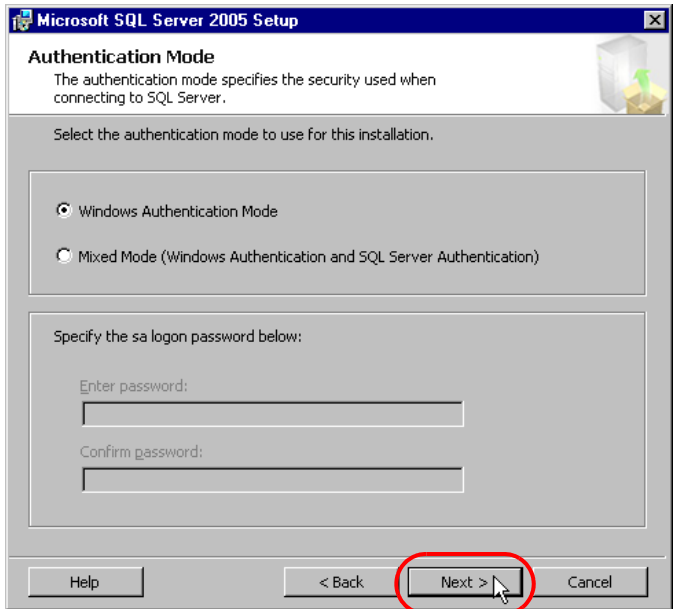 Microsoft SQL Server 2005 Setup
Authentication Mode
The authentication mode specifies the security used when
connecting to SQL Server.
Select the authentication mode to use for this installation.
Windows Authentication Mode
Mixed Mode (Windows Authentication and SQL Server Authentication)
Specify the sa logon password below:
Enter password:
Confirm password:
Help
< Back
Next >
Cancel